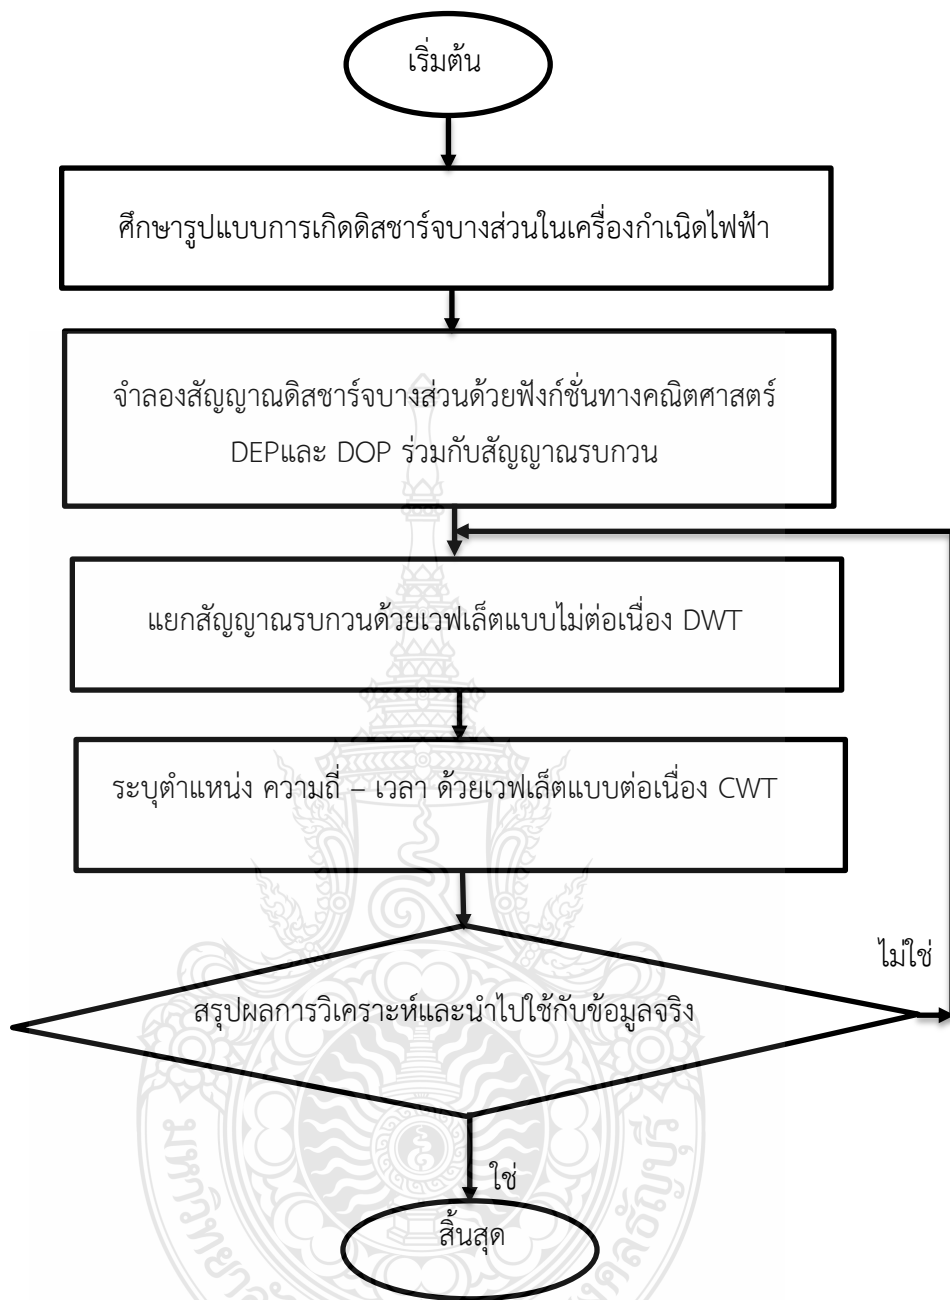 เริ่มต้น
ศึกษารูปแบบการเกิดดิสชาร์จบางส่วนในเครื่องกำเนิดไฟฟ้า
จำลองสัญญาณดิสชาร์จบางส่วนด้วยฟังก์ชั่นทางคณิตศาสตร์
DEPและ DOP ร่วมกับสัญญาณรบกวน
แยกสัญญาณรบกวนด้วยเวฟเล็ตแบบไม่ต่อเนื่อง DWT
ระบุตำแหน่ง ความถี่ – เวลา ด้วยเวฟเล็ตแบบต่อเนื่อง CWT
ไม่ใช่
สรุปผลการวิเคราะห์และนำไปใช้กับข้อมูลจริง
ใช่
สิ้นสุด